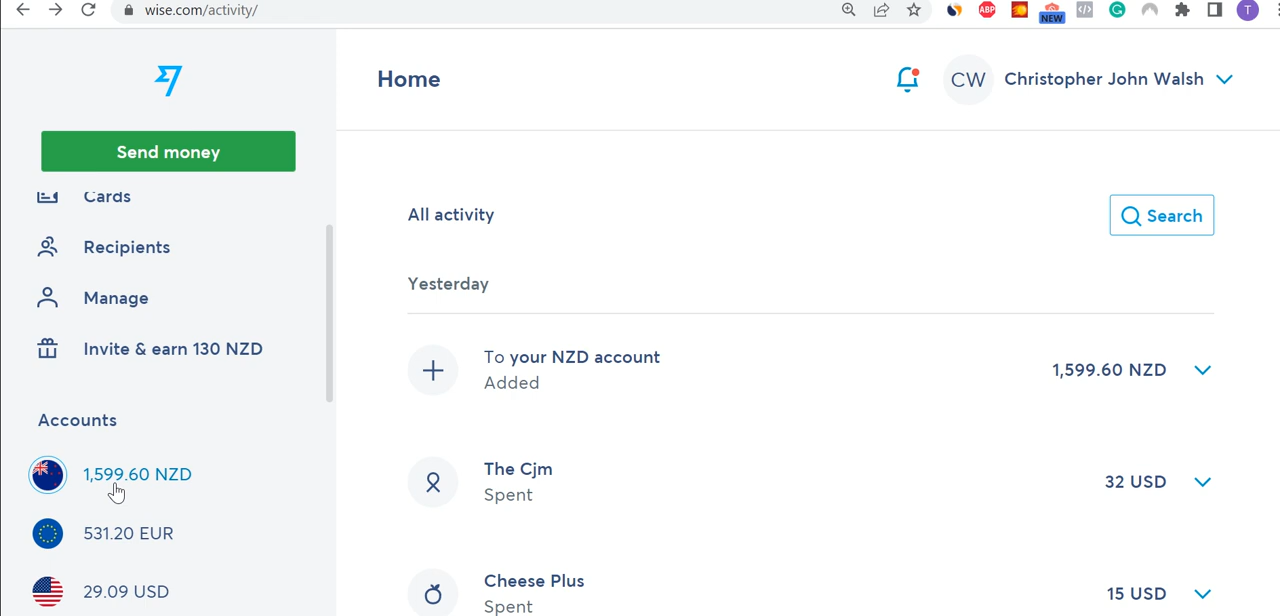 wise.com/activity/
ABP
NEW
G
T
Home
CW
Christopher John Walsh
Send money
Cards
Recipients
Manage
Invite & earn 130 NZD
Accounts
1,599.60 NZD
531.20 EUR
29.09 USD
All activity
Search
Yesterday
To your NZD account
Added
1,599.60 NZD
The Cjm
Spent
32 USD
Cheese Plus
Spent
15 USD